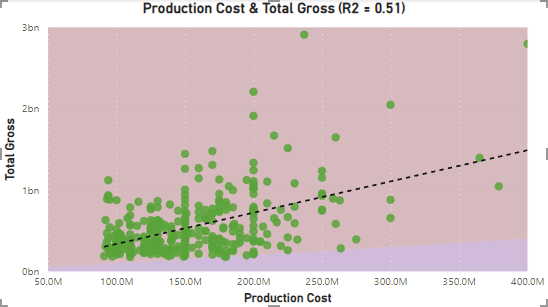 Production Cost & Total Gross (R2 = 0.51)
3bn
2bn
1bn
0bn
Total Gross
50.0M 100.0M 150.0M 200.0M 250.0M 300.0M 350.0M 400.0M
Production Cost